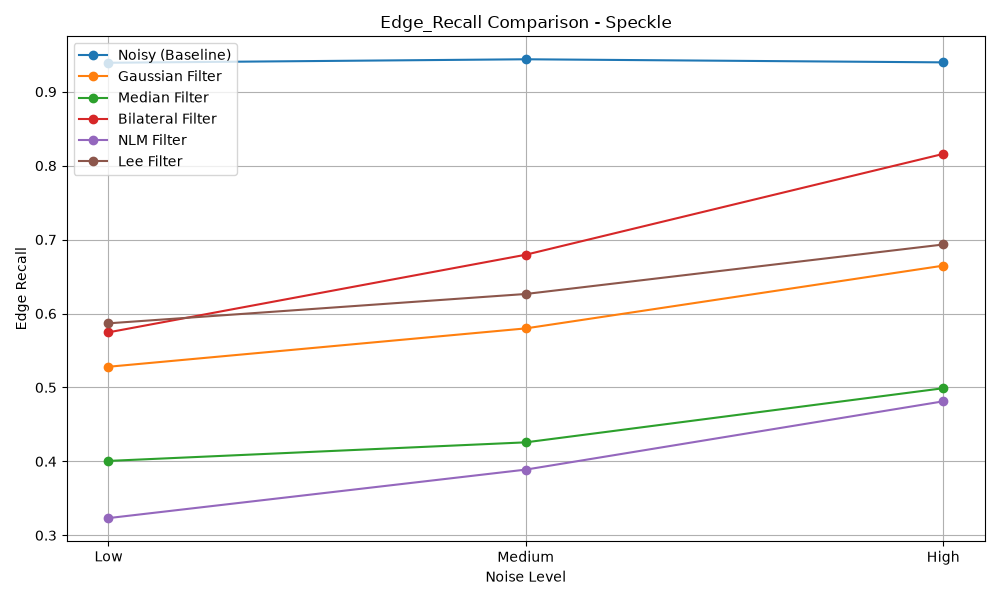 Edge_Recall Comparison - Speckle
Noisy (Baseline)
Gaussian Filter
Median Filter
Bilateral Filter
NLM Filter
Lee Filter
Edge Recall
0.9
0.8
0.7
0.6
0.5
0.4
0.3
Low
Medium
High
Noise Level